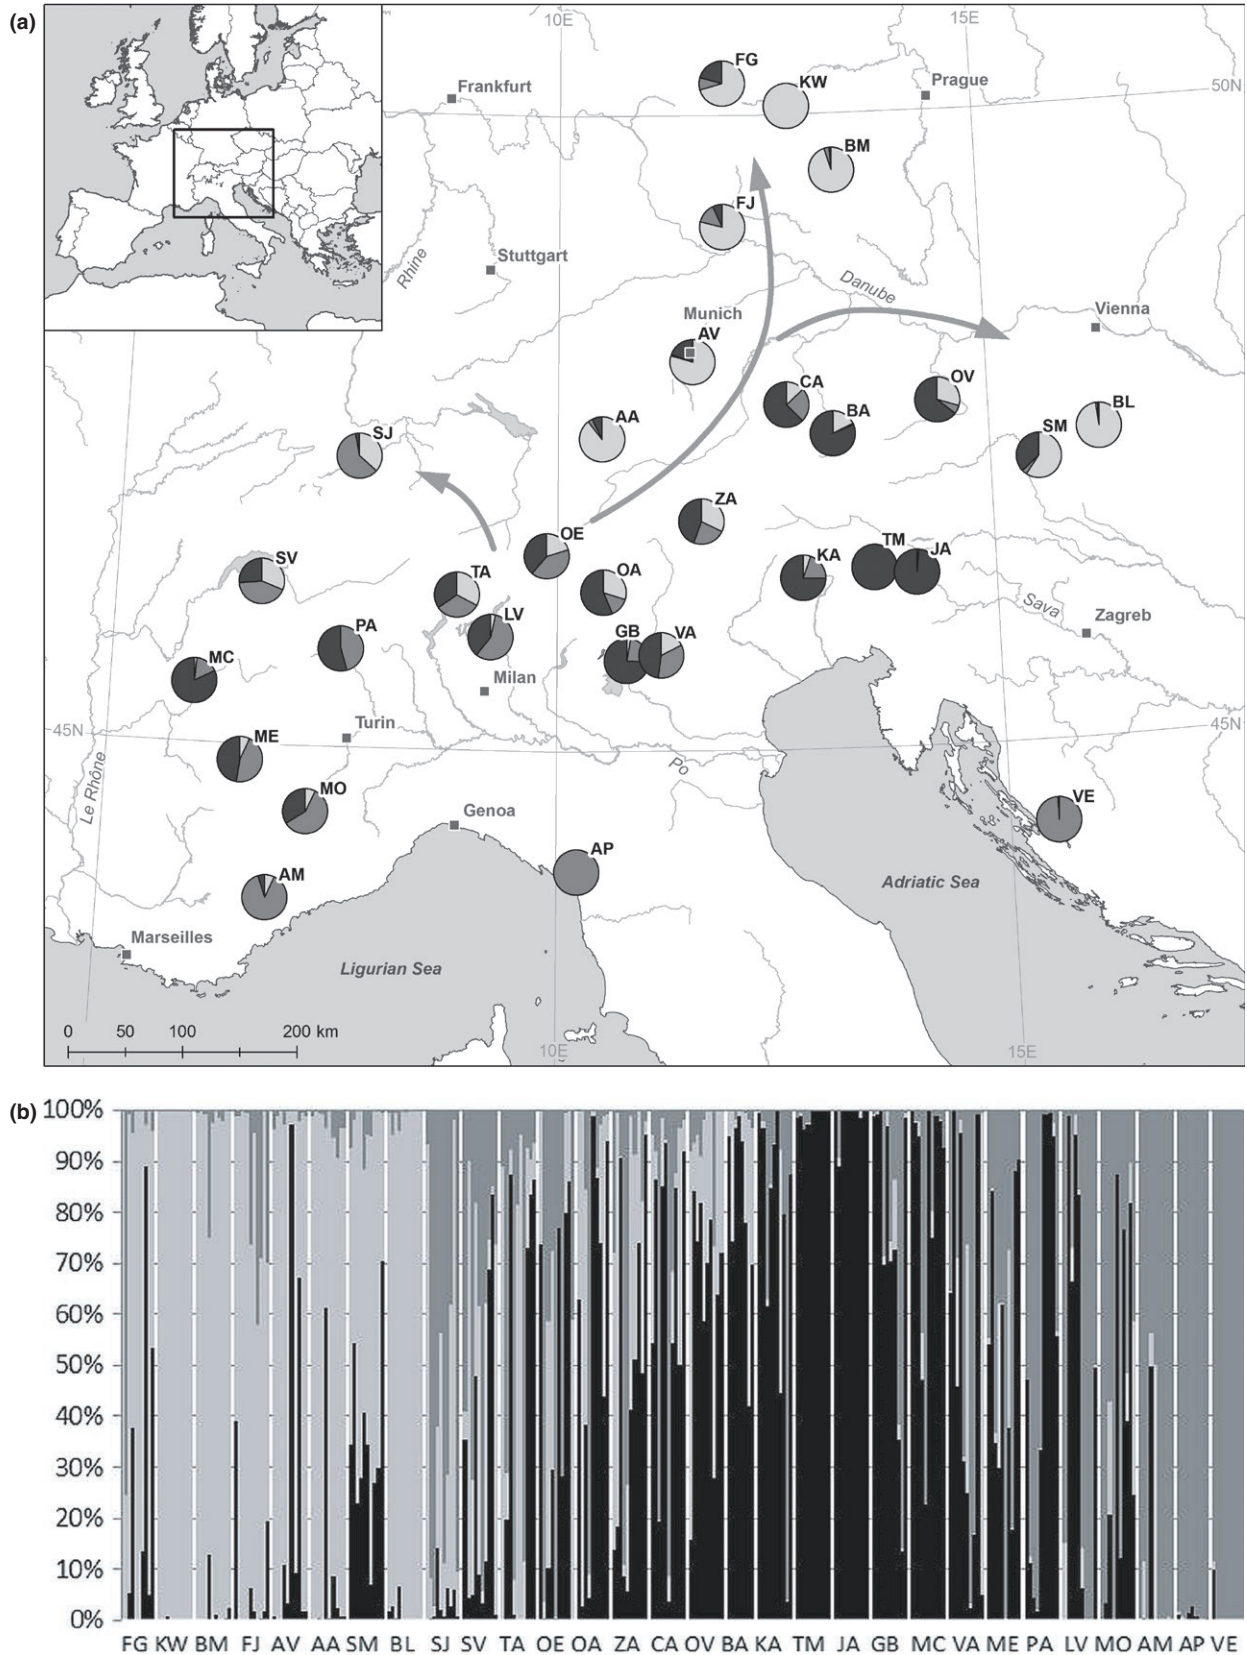 (a)
10E
15E
FG
KW
Frankfurt
Prague
50N
BM
FJ
Rhine
Stuttgart
Danube
Munich
Vienna
AV
CA
OV
BL
AA
BA
SJ
SM
ZA
OE
TM
JA
SV
TA
OA
KA
LV
Sava
PA
GB
VA
Zagreb
MC
Milan
45N
Turin
45N
ME
Po
Le Rhône
MO
VE
Genoa
AP
AM
Adriatic Sea
Marseilles
Ligurian Sea
0 50 100 200 km
10E
15E
(b)
100%
90%
80%
70%
60%
50%
40%
30%
20%
10%
0%
FG KW BM FJ AV AA SM BL SJ SV TA OE OA ZA CA OV BA KA TM JA GB MC VA ME PA LV MO AM AP VE